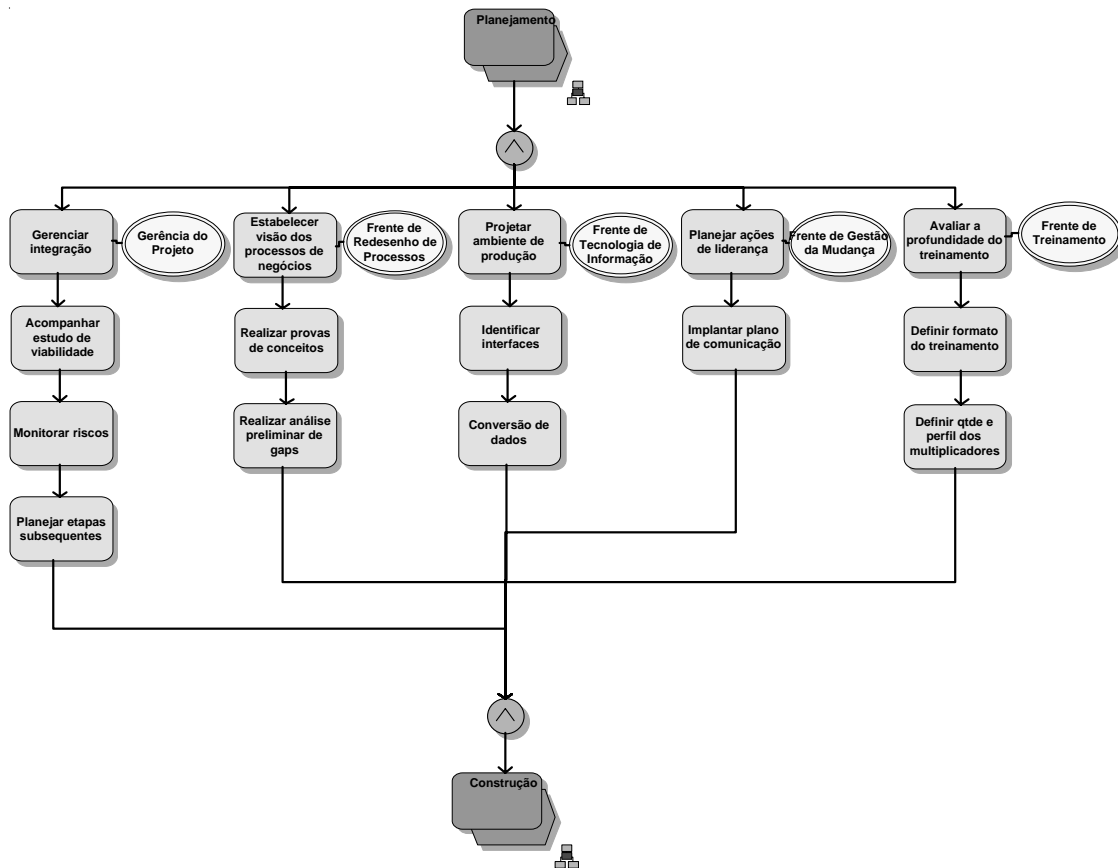 Planejamento
Gerenciar
integração
Gerência do
Projeto
Estabelecer
visão dos
processos de
negócios
Frente de
Redesenho de
Processos
Projetar
ambiente de
produção
Frente de
Tecnologia de
Informação
Planejar ações
de liderança
Frente de Gestão
da Mudança
Avaliar a
profundidade do
treinamento
Frente de
Treinamento
Acompanhar
estudo de
viabilidade
Realizar provas
de conceitos
Identificar
interfaces
Implantar plano
de comunicação
Definir formato
do treinamento
Monitorar riscos
Realizar análise
preliminar de
gaps
Conversão de
dados
Definir qtde e
perfil dos
multiplicadores
Planejar etapas
subsequentes
Construção